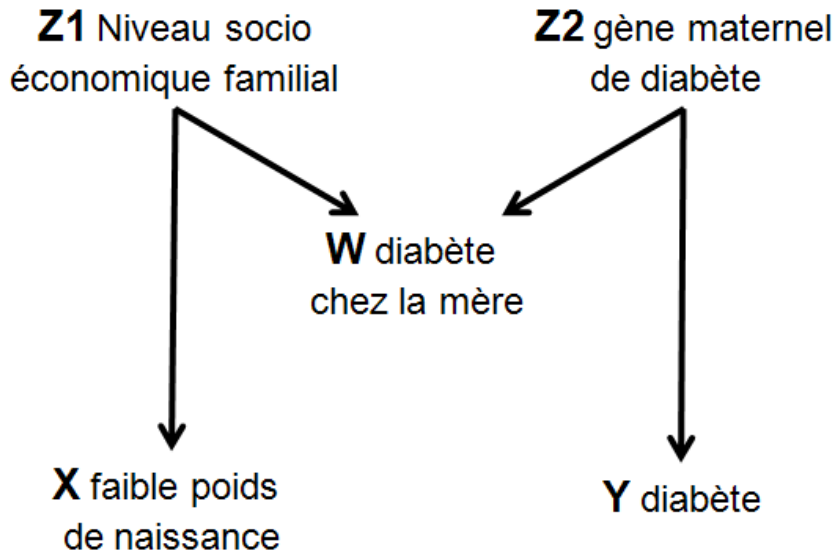 Z1 Niveau socio
économique familial
Z2 gène maternel
de diabète
W diabète
chez la mère
X faible poids
de naissance
Y diabète